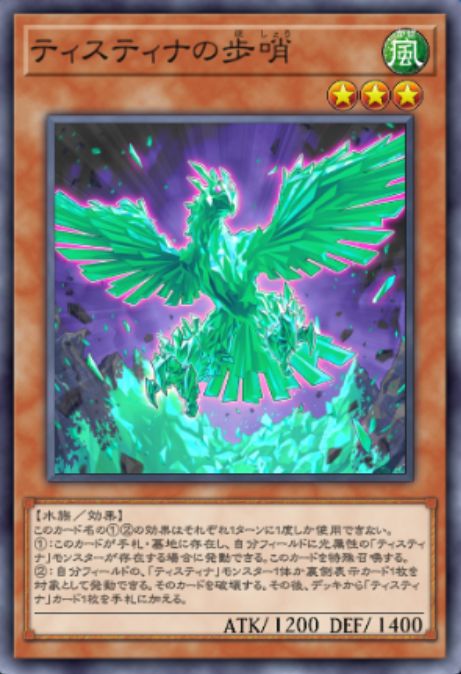 ティスティナの歩哨
ほ しょう
風
かぜ
【水族/効果】
このカード名の①②の効果はそれぞれ1ターンに1度しか使用できない。
①:このカードが手札・墓地に存在し、自分フィールドに光属性の「ティスティ
ナ」モンスターが存在する場合に発動できる。このカードを特殊召喚する。
②:自分フィールドの、「ティスティナ」モンスター1体か裏側表示カード1枚を
対象として発動できる。そのカードを破壊する。その後、デッキから「ティスティ
ナ」カード1枚を手札に加える。
ATK/1200 DEF/1400